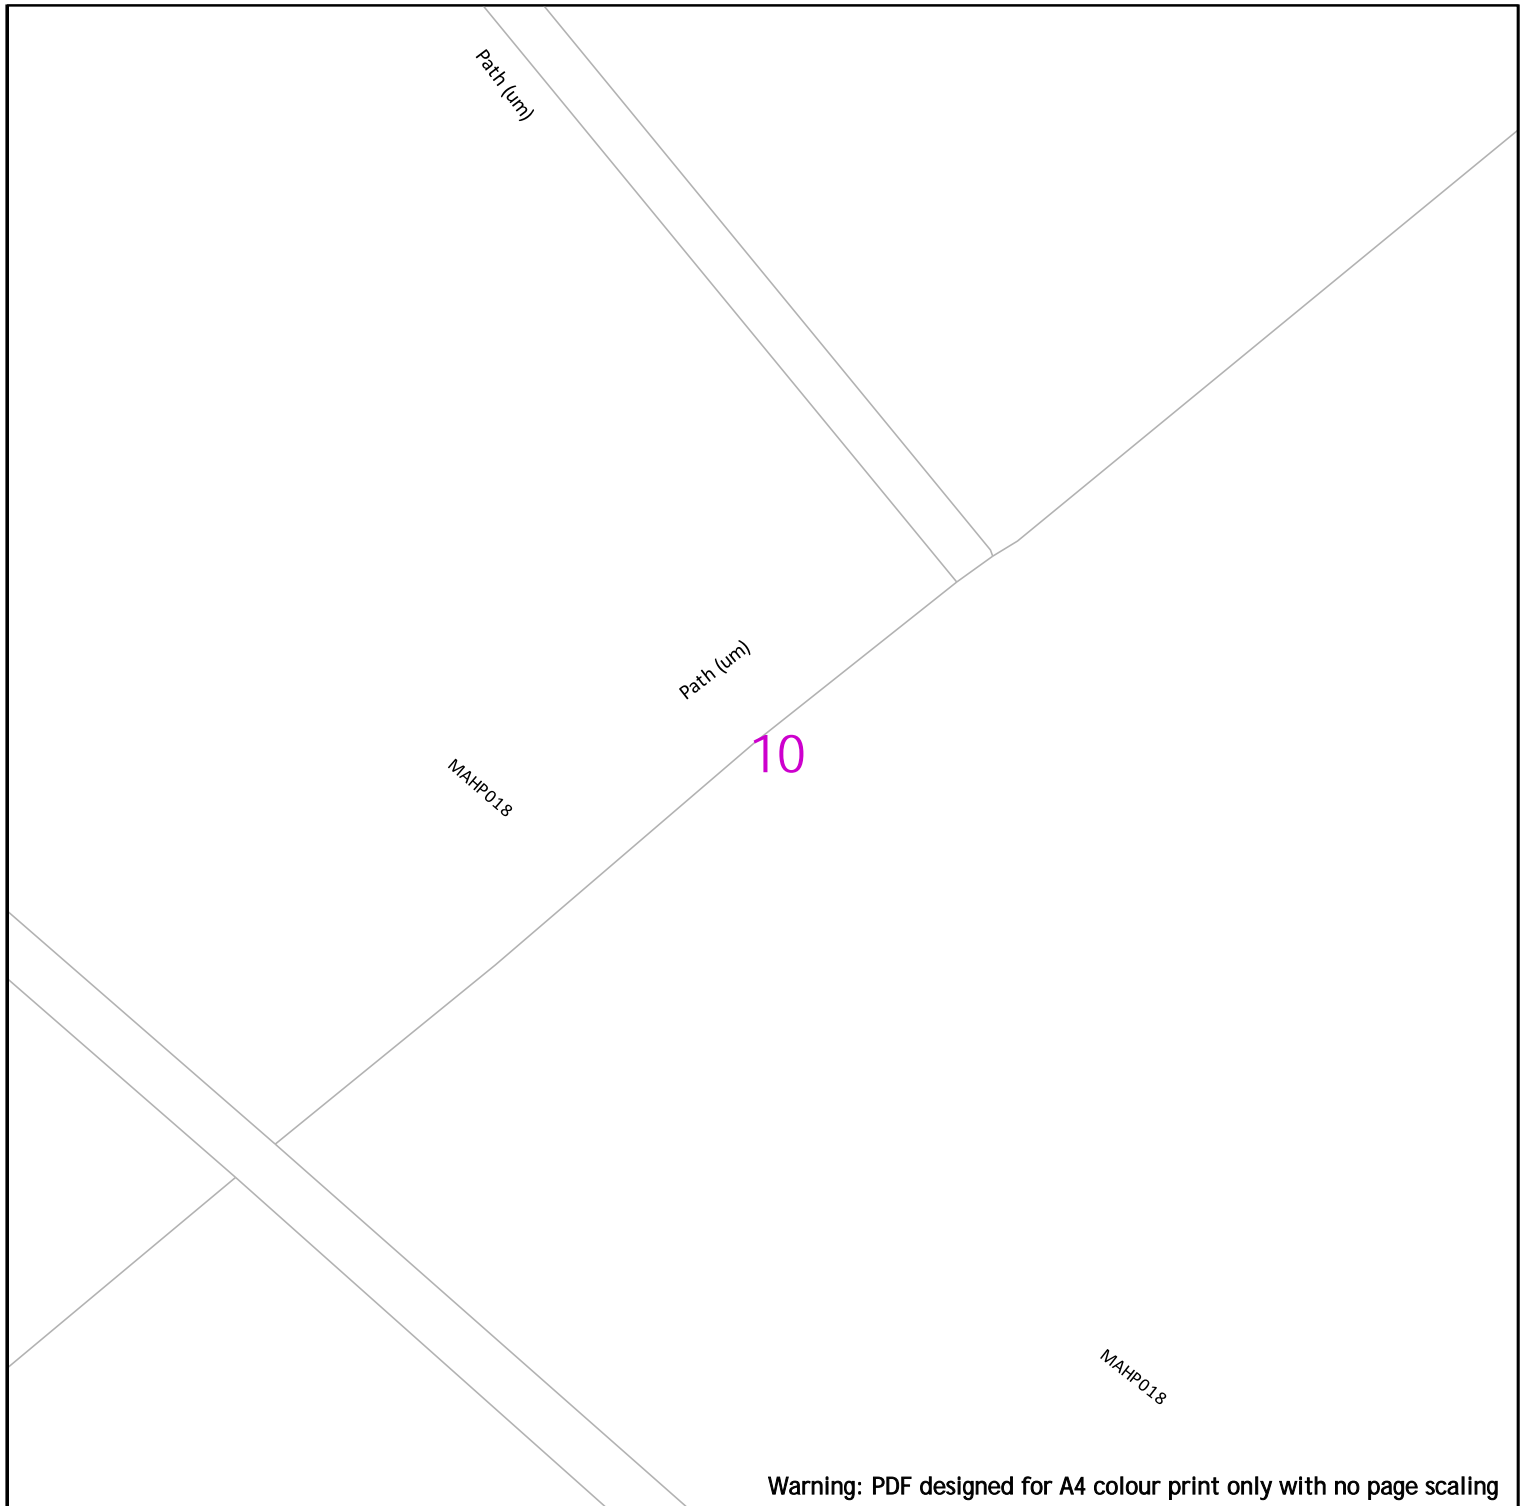 Path (um)
Path (um)
10
MAHP018
MAHP018
Warning: PDF designed for A4 colour print only with no page scaling